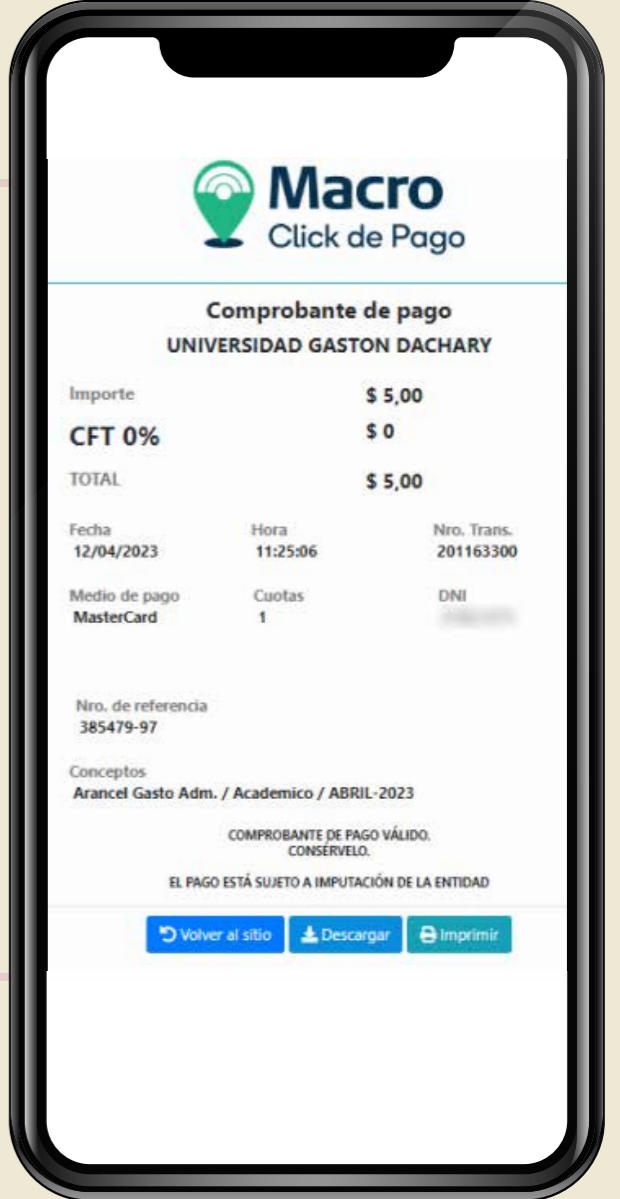 Macro
Click de Pago
Comprobante de pago
UNIVERSIDAD GASTON DACHARY
Importe $ 5,00
CFT 0% $ 0
TOTAL $ 5,00
Fecha Hora Nro. Trans.
12/04/2023 11:25:06 201163300
Medio de pago Cuotas DNI
MasterCard 1
Nro. de referencia
385479-97
Conceptos
Arancel Gasto Adm. / Academico / ABRIL-2023
COMPROBANTE DE PAGO VÁLIDO.
CONSÉRVELO.
EL PAGO ESTÁ SUJETO A IMPUTACIÓN DE LA ENTIDAD
Volver al sitio Descargar Imprimir